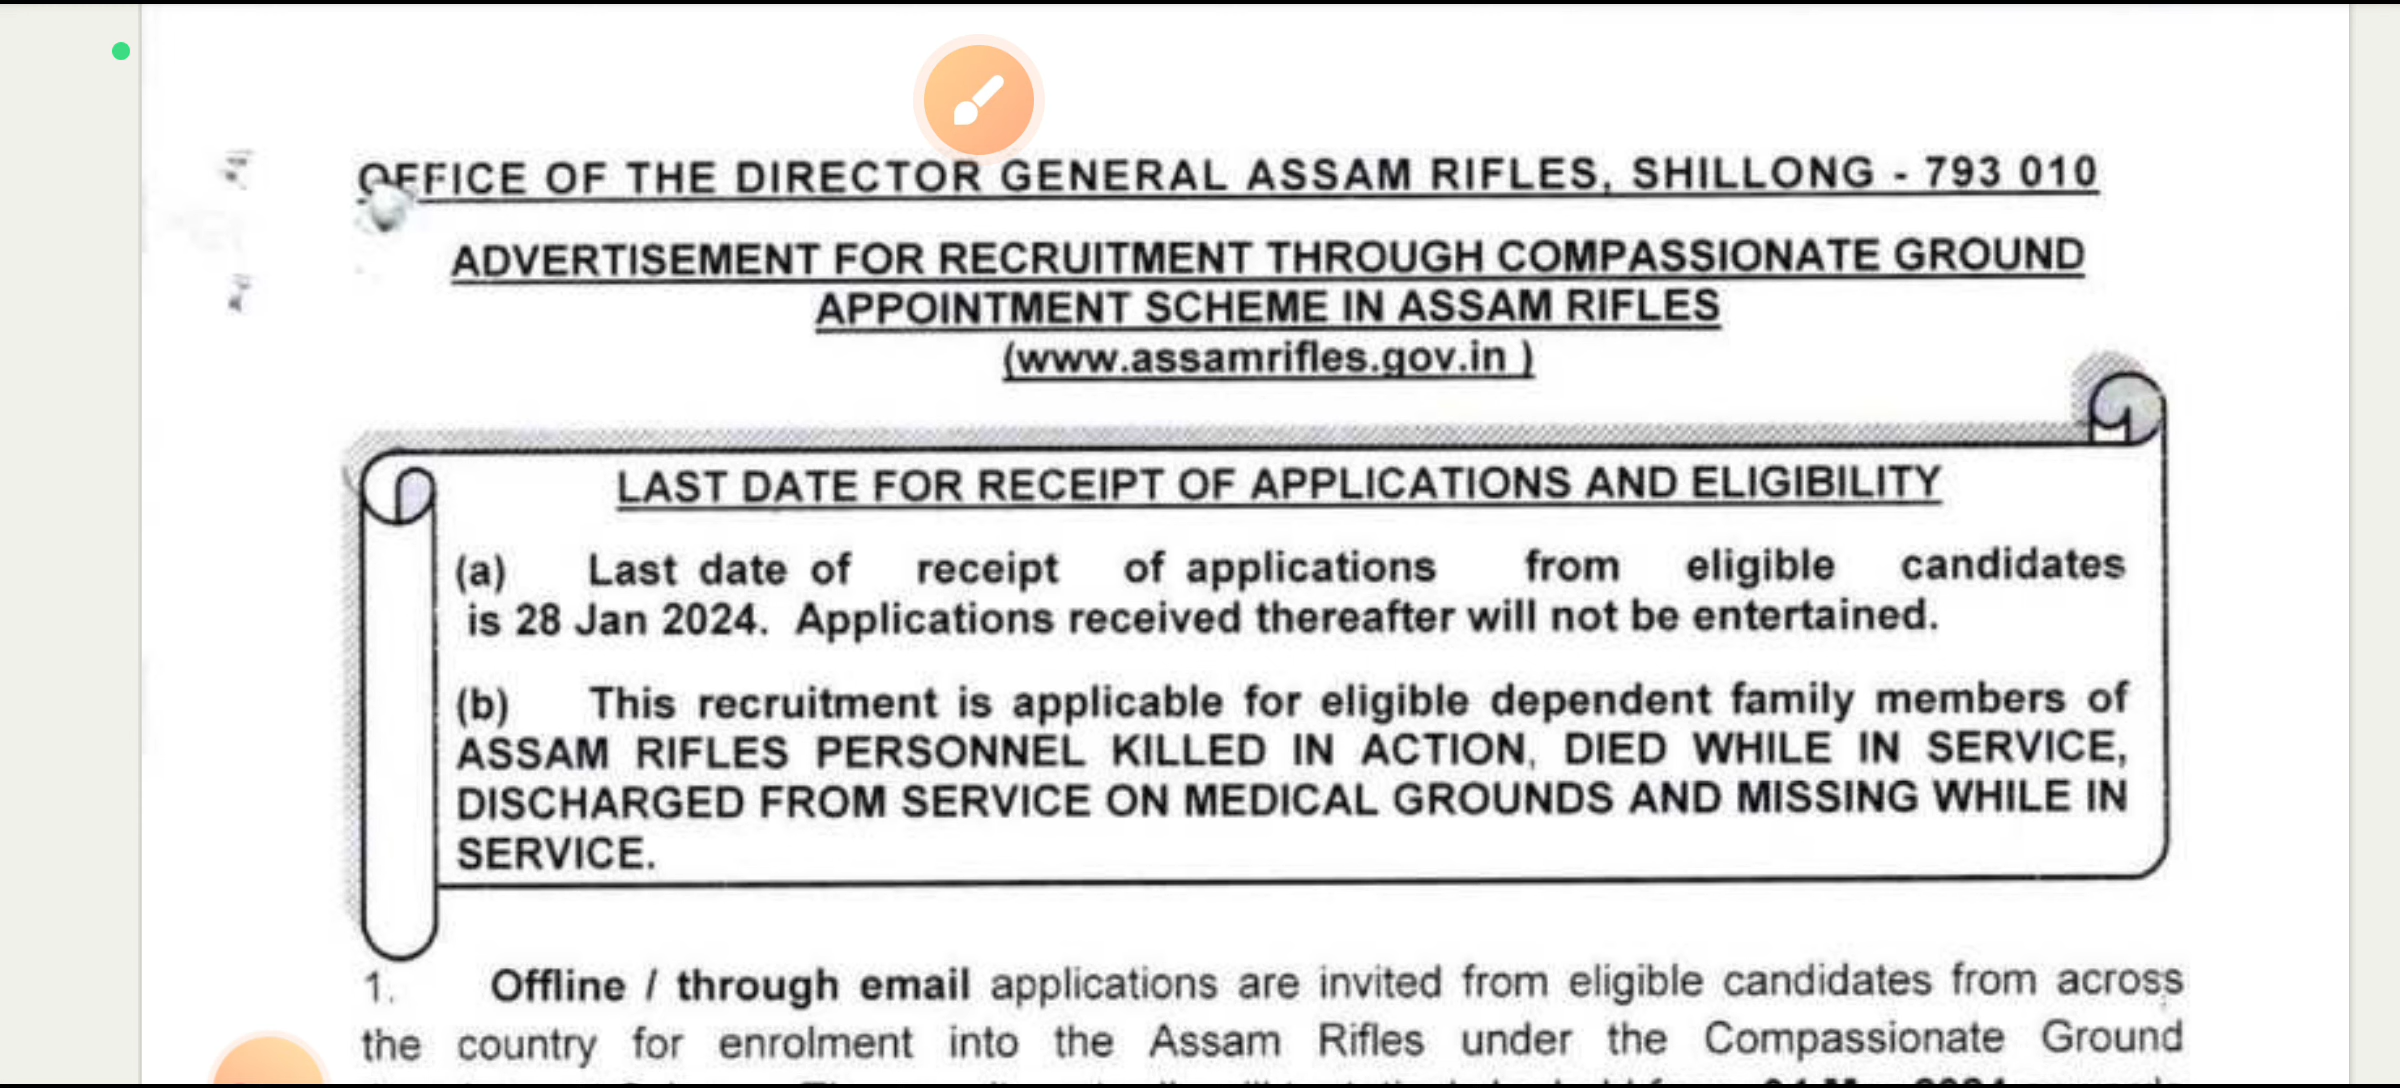 OFFICE OF THE DIRECTOR GENERAL ASSAM RIFLES, SHILLONG - 793 010
ADVERTISEMENT FOR RECRUITMENT THROUGH COMPASSIONATE GROUND
APPOINTMENT SCHEME IN ASSAM RIFLES
(www.assamrifles.gov.in )
LAST DATE FOR RECEIPT OF APPLICATIONS AND ELIGIBILITY
(a) Last date of receipt of applications from eligible candidates
is 28 Jan 2024. Applications received thereafter will not be entertained.
(b) This recruitment is applicable for eligible dependent family members of
ASSAM RIFLES PERSONNEL KILLED IN ACTION, DIED WHILE IN SERVICE,
DISCHARGED FROM SERVICE ON MEDICAL GROUNDS AND MISSING WHILE IN
SERVICE.
1. Offline / through email applications are invited from eligible candidates from across
the country for enrolment into the Assam Rifles under the Compassionate Ground